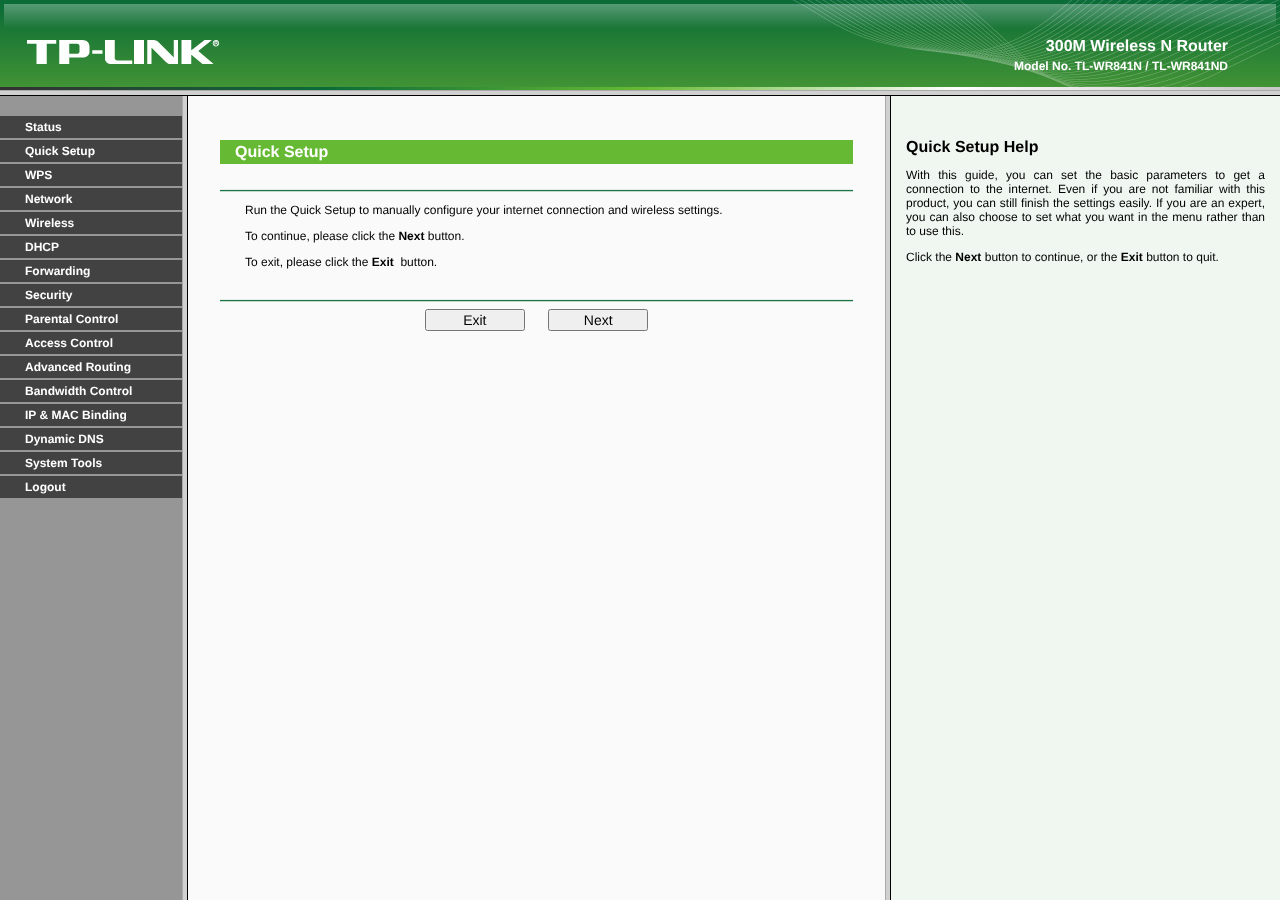 TP-LINK®
300M Wireless N Router
Model No. TL-WR841N / TL-WR841ND
Status
Quick Setup
WPS
Network
Wireless
DHCP
Forwarding
Security
Parental Control
Access Control
Advanced Routing
Bandwidth Control
IP & MAC Binding
Dynamic DNS
System Tools
Logout
Quick Setup
Run the Quick Setup to manually configure your internet connection and wireless settings.
To continue, please click the Next button.
To exit, please click the Exit  button.
Exit
Next
Quick Setup Help
With this guide, you can set the basic parameters to get a
connection to the internet. Even if you are not familiar with this
product, you can still finish the settings easily. If you are an expert,
you can also choose to set what you want in the menu rather than
to use this.
Click the Next button to continue, or the Exit button to quit.